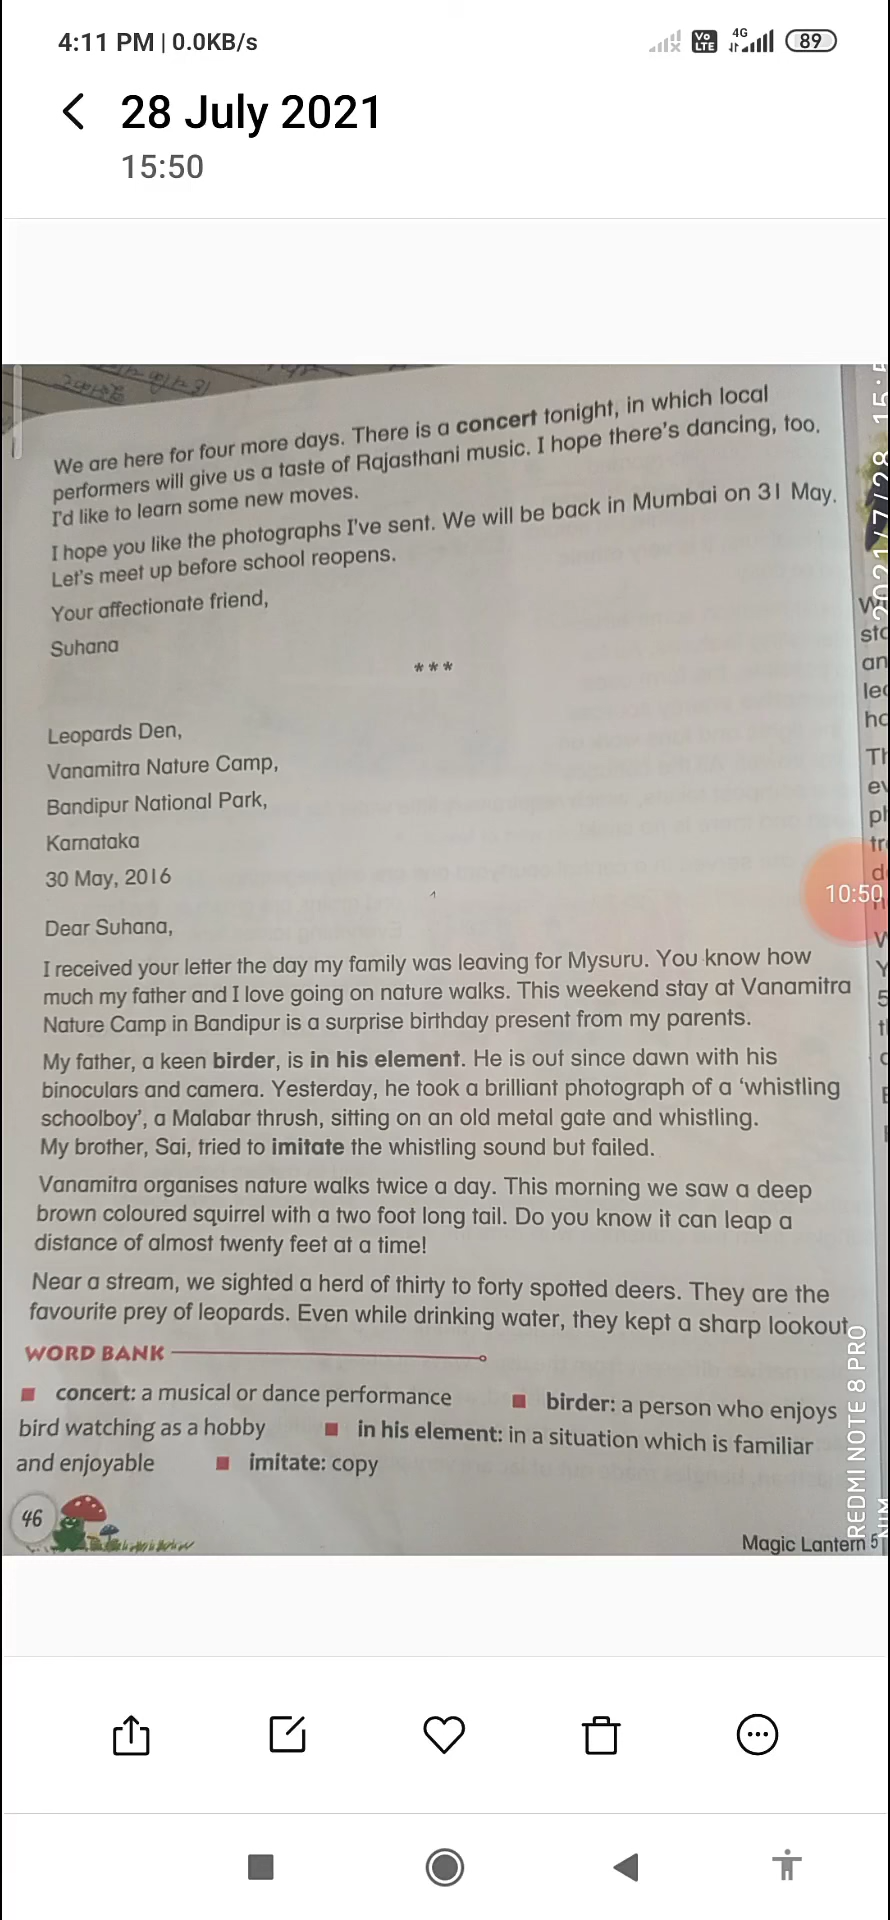 4:11 PM | 0.0KB/s
Vo LTE
4G
89
28 July 2021
15:50
We are here for four more days. There is a concert tonight, in which local
performers will give us a taste of Rajasthani music. I hope there's dancing, too.
I'd like to learn some new moves.
I hope you like the photographs I've sent. We will be back in Mumbai on 31 May.
Let's meet up before school reopens.
Your affectionate friend,
Suhana
***
Leopards Den,
Vanamitra Nature Camp,
Bandipur National Park,
Karnataka
30 May, 2016
10:50
Dear Suhana,
I received your letter the day my family was leaving for Mysuru. You know how
much my father and I love going on nature walks. This weekend stay at Vanamitra
Nature Camp in Bandipur is a surprise birthday present from my parents.
My father, a keen birder, is in his element. He is out since dawn with his
binoculars and camera. Yesterday, he took a brilliant photograph of a 'whistling
schoolboy', a Malabar thrush, sitting on an old metal gate and whistling.
My brother, Sai, tried to imitate the whistling sound but failed.
Vanamitra organises nature walks twice a day. This morning we saw a deep
brown coloured squirrel with a two foot long tail. Do you know it can leap a
distance of almost twenty feet at a time!
Near a stream, we sighted a herd of thirty to forty spotted deers. They are the
favourite prey of leopards. Even while drinking water, they kept a sharp lookout
WORD BANK
concert: a musical or dance performance
birder: a person who enjoys
bird watching as a hobby
in his element: in a situation which is familiar
and enjoyable
imitate: copy
46
Magic Lantern 5
REDMI NOTE 8 PRO
2021/7/28 15:5